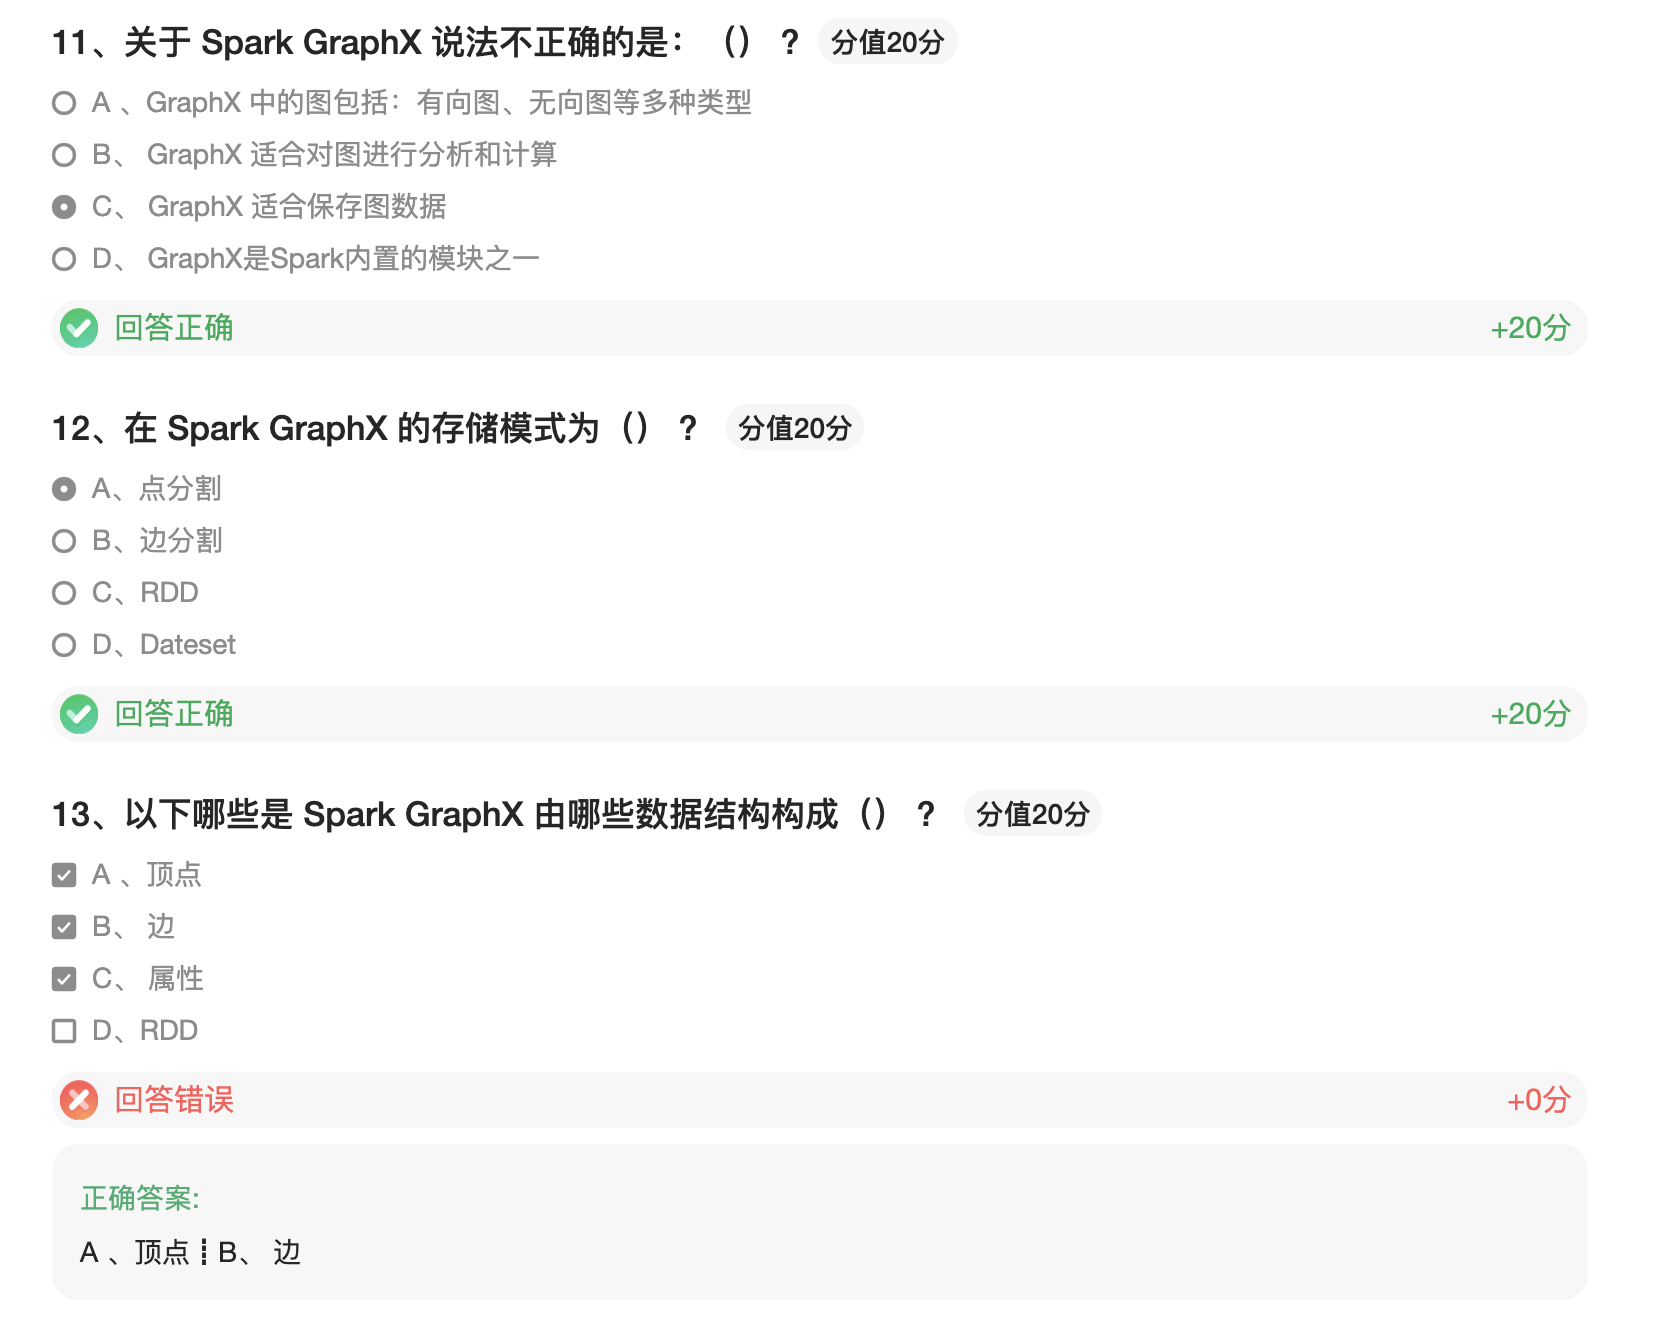 11、关于 Spark GraphX 说法不正确的是：（）？ 分值20分
A 、GraphX 中的图包括：有向图、无向图等多种类型
B、 GraphX 适合对图进行分析和计算
C、 GraphX 适合保存图数据
D、 GraphX是Spark内置的模块之一
回答正确 +20分
12、在 Spark GraphX 的存储模式为（）？ 分值20分
A、点分割
B、边分割
C、RDD
D、Dateset
回答正确 +20分
13、以下哪些是 Spark GraphX 由哪些数据结构构成（）？ 分值20分
A 、顶点
B、 边
C、 属性
D、RDD
回答错误 +0分
正确答案:
A 、顶点 ┋ B、 边